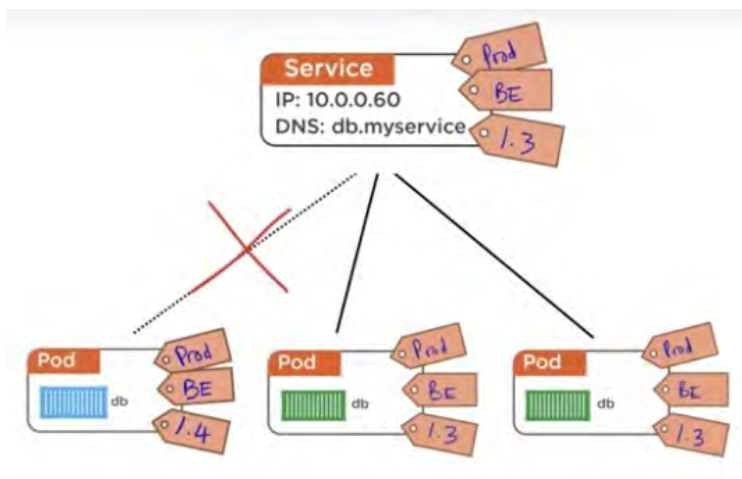 Service
IP: 10.0.0.60
DNS: db.myservice
Prod
BE
1.3
Pod
db
Prod
BE
1.4
Pod
db
Prod
BE
1.3
Pod
db
Prod
BE
1.3